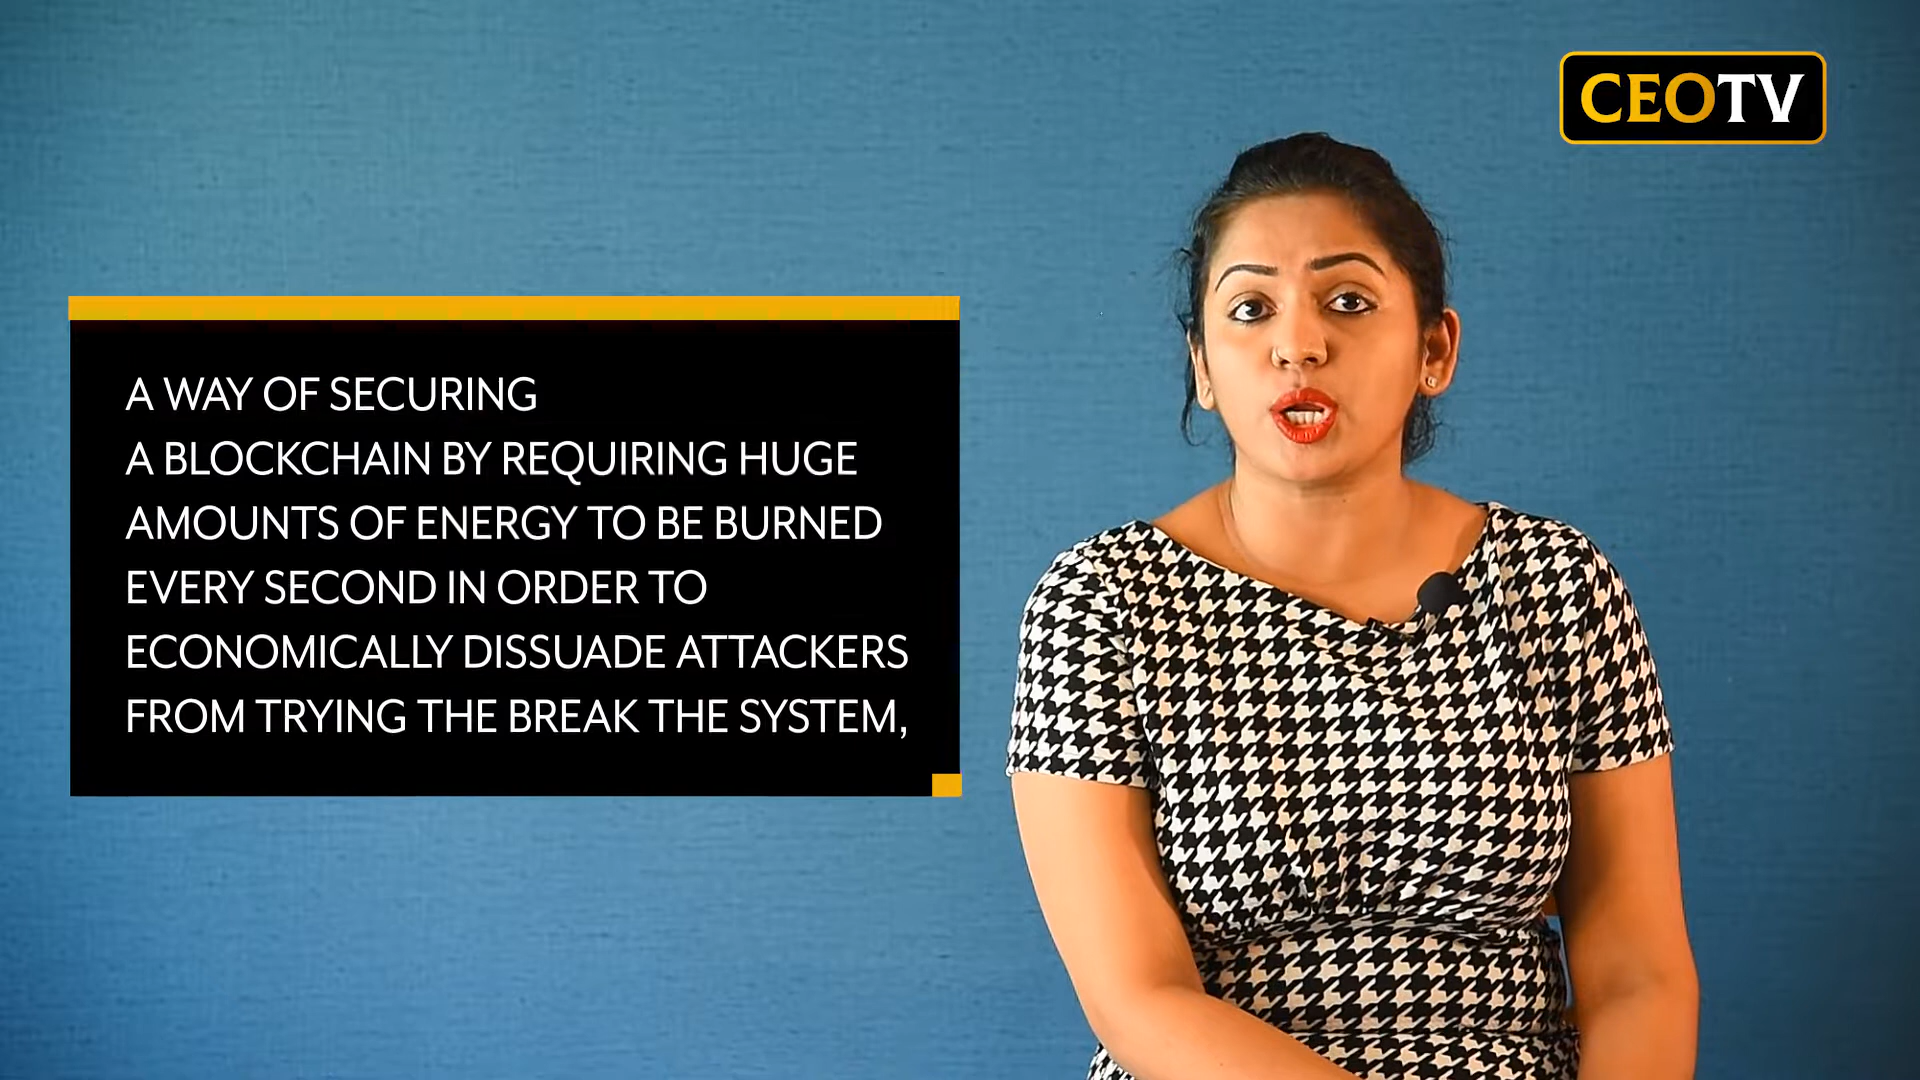 CEOTV
A WAY OF SECURING
A BLOCKCHAIN BY REQUIRING HUGE
AMOUNTS OF ENERGY TO BE BURNED
EVERY SECOND IN ORDER TO
ECONOMICALLY DISSUADE ATTACKERS
FROM TRYING THE BREAK THE SYSTEM,